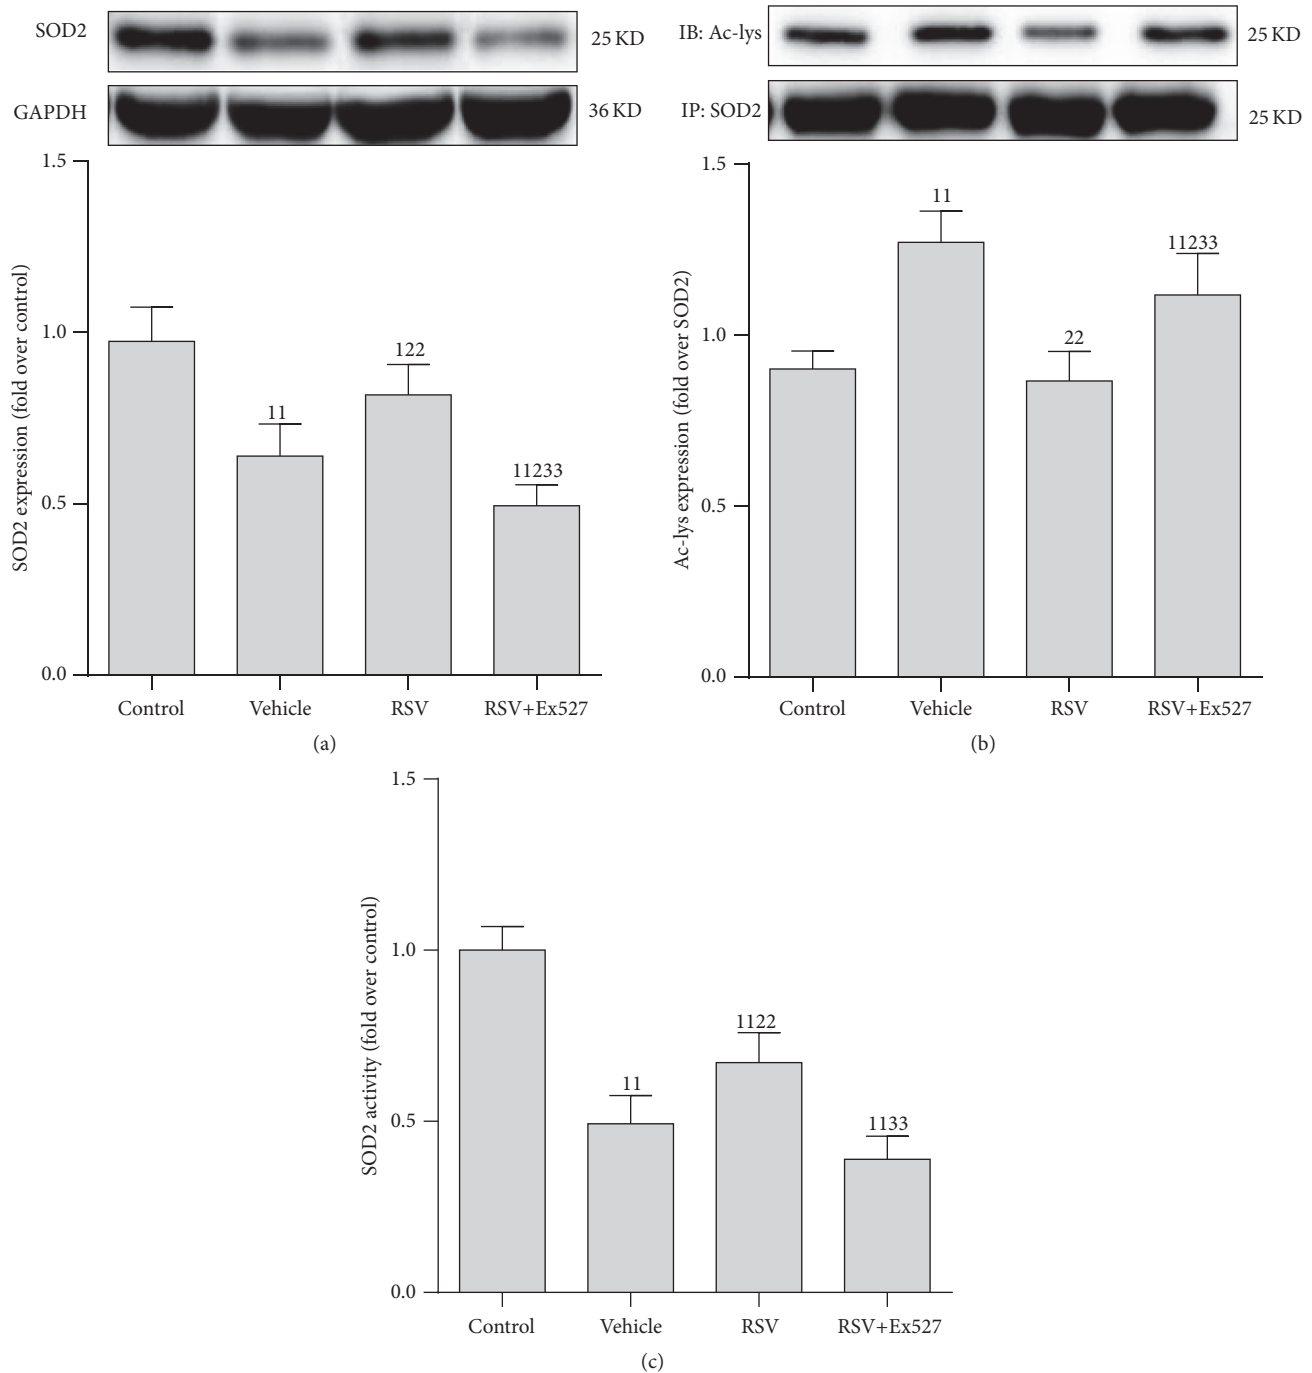 SOD2
25 KD
GAPDH
36 KD
1.5
1.0
0.5
0.0
SOD2 expression (fold over control)
11
122
11233
Control
Vehicle
RSV
RSV+Ex527
(a)
IB: Ac-lys
25 KD
IP: SOD2
25 KD
1.5
1.0
0.5
0.0
Ac-lys expression (fold over SOD2)
11
22
11233
Control
Vehicle
RSV
RSV+Ex527
(b)
1.5
1.0
0.5
0.0
SOD2 activity (fold over control)
11
1122
1133
Control
Vehicle
RSV
RSV+Ex527
(c)